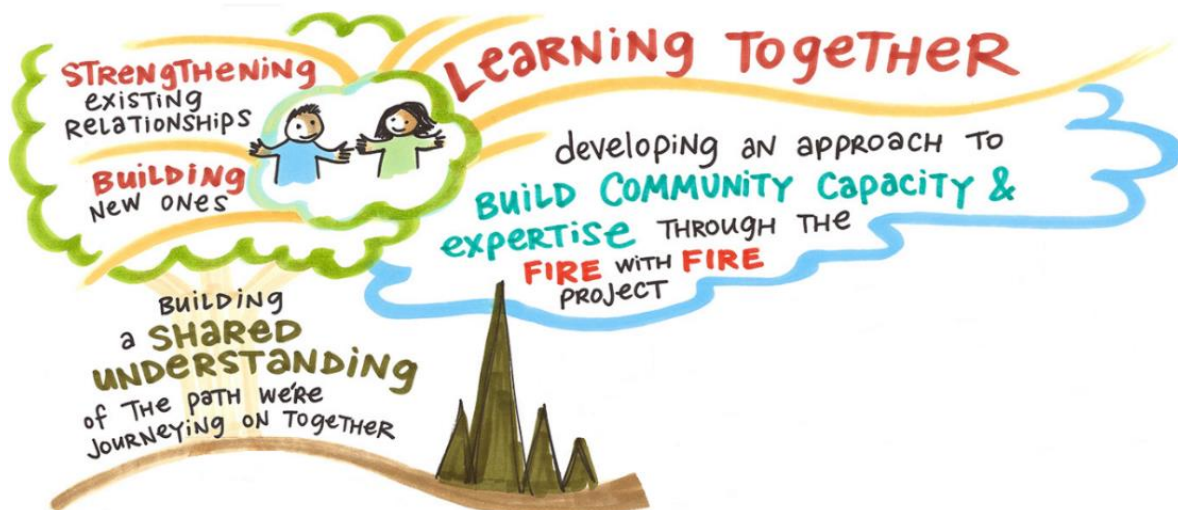 Learning Together
STRengTHening
existing
Relationships
Building
new ones
developing an approach to
Build Community Capacity &
expertise through the
FIRE with FIRE
project
Building
a SHARed
UNDeRSTanDing
of The path we're
Journeying on Together